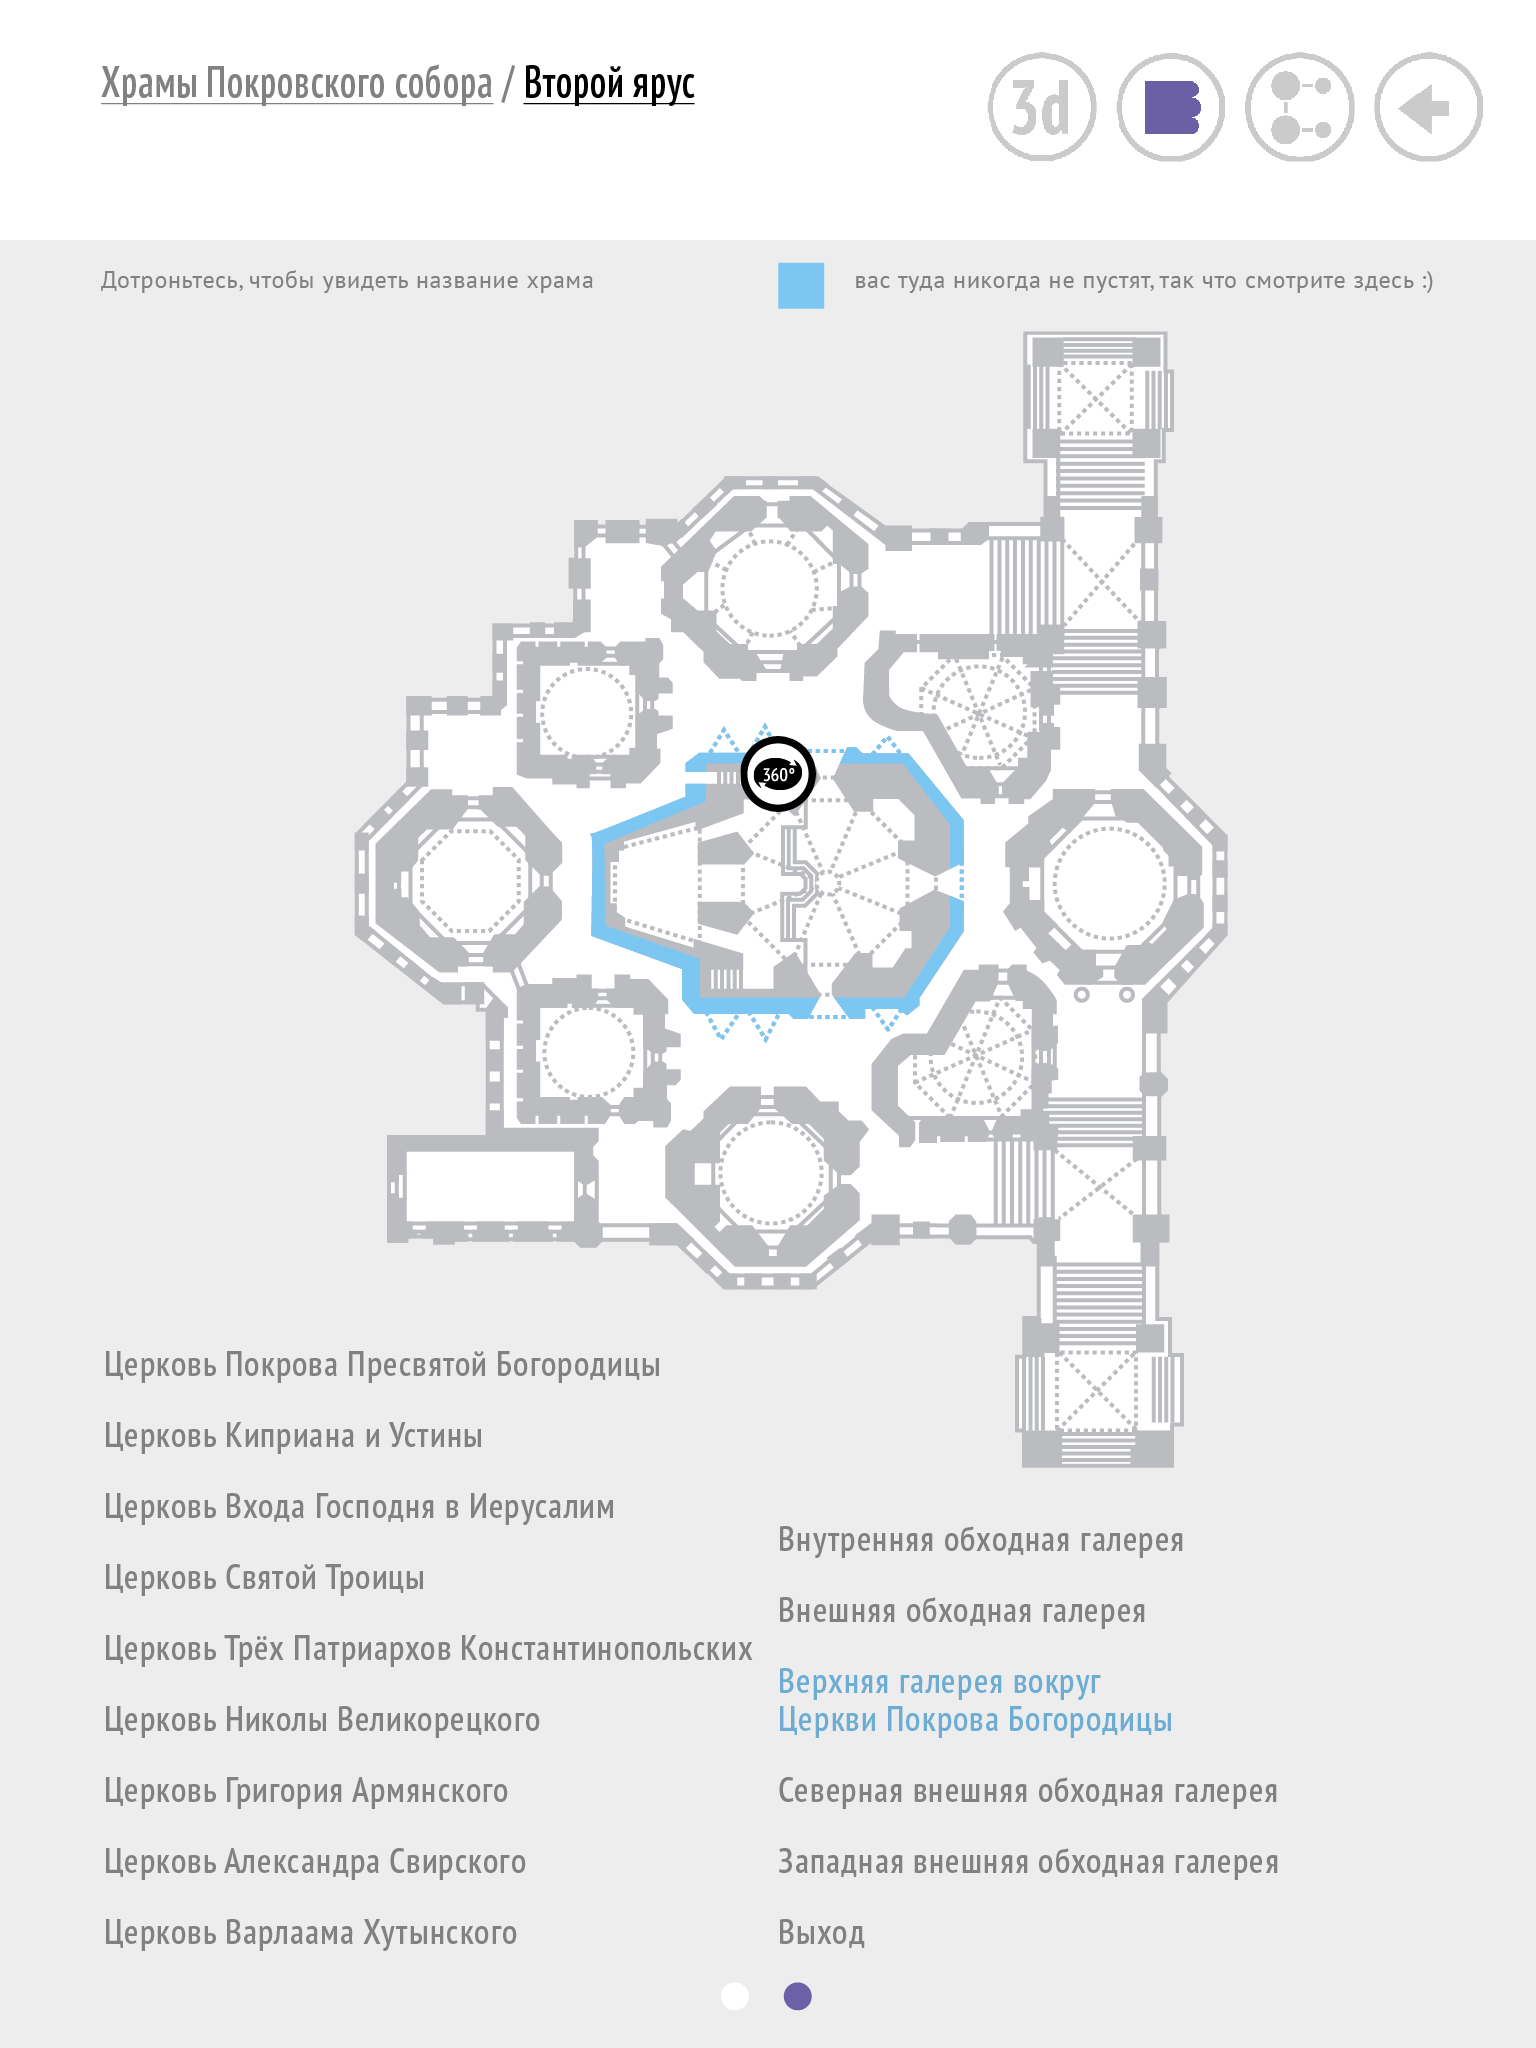 Храмы Покровского собора / Второй ярус
3d
Дотроньтесь, чтобы увидеть название храма
вас туда никогда не пустят, так что смотрите здесь :)
360°
Церковь Покрова Пресвятой Богородицы
Церковь Киприана и Устины
Церковь Входа Господня в Иерусалим
Церковь Святой Троицы
Церковь Трёх Патриархов Константинопольских
Церковь Николы Великорецкого
Церковь Григория Армянского
Церковь Александра Свирского
Церковь Варлаама Хутынского
Внутренняя обходная галерея
Внешняя обходная галерея
Верхняя галерея вокруг
Церкви Покрова Богородицы
Северная внешняя обходная галерея
Западная внешняя обходная галерея
Выход